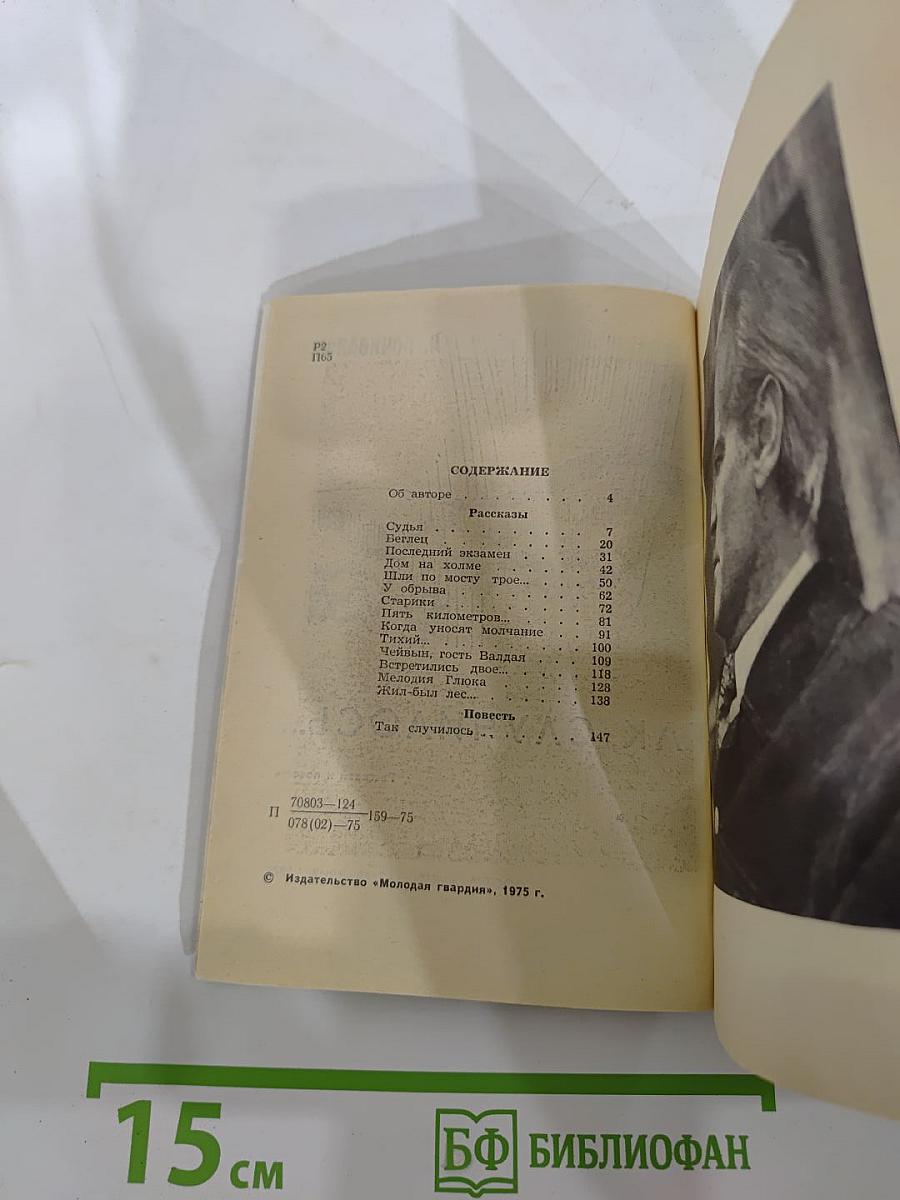 Р2
П65
СОДЕРЖАНИЕ
Об авторе . . . . . . . . . 4
Рассказы
Судья . . . . . . . . . . . 7
Беглец . . . . . . . . . . 20
Последний экзамен . . . . . 31
Дом на холме . . . . . . . 42
Шли по мосту трое... . . . . 50
У обрыва . . . . . . . . . 62
Старики . . . . . . . . . . 72
Пять километров... . . . . . 81
Когда уносят молчание . . 91
Тихий... . . . . . . . . . 100
Чейвын, гость Валдая . . . . 109
Встретились двое... . . . . . 118
Мелодия Глюка . . . . . . 128
Жил-был лес... . . . . . . 138
Повесть
Так случилось . . . . . . . 147
П 70803—124
078(02)—75 159—75
© Издательство «Молодая гвардия», 1975 г.
15 см
БФ БИБЛИОФАН